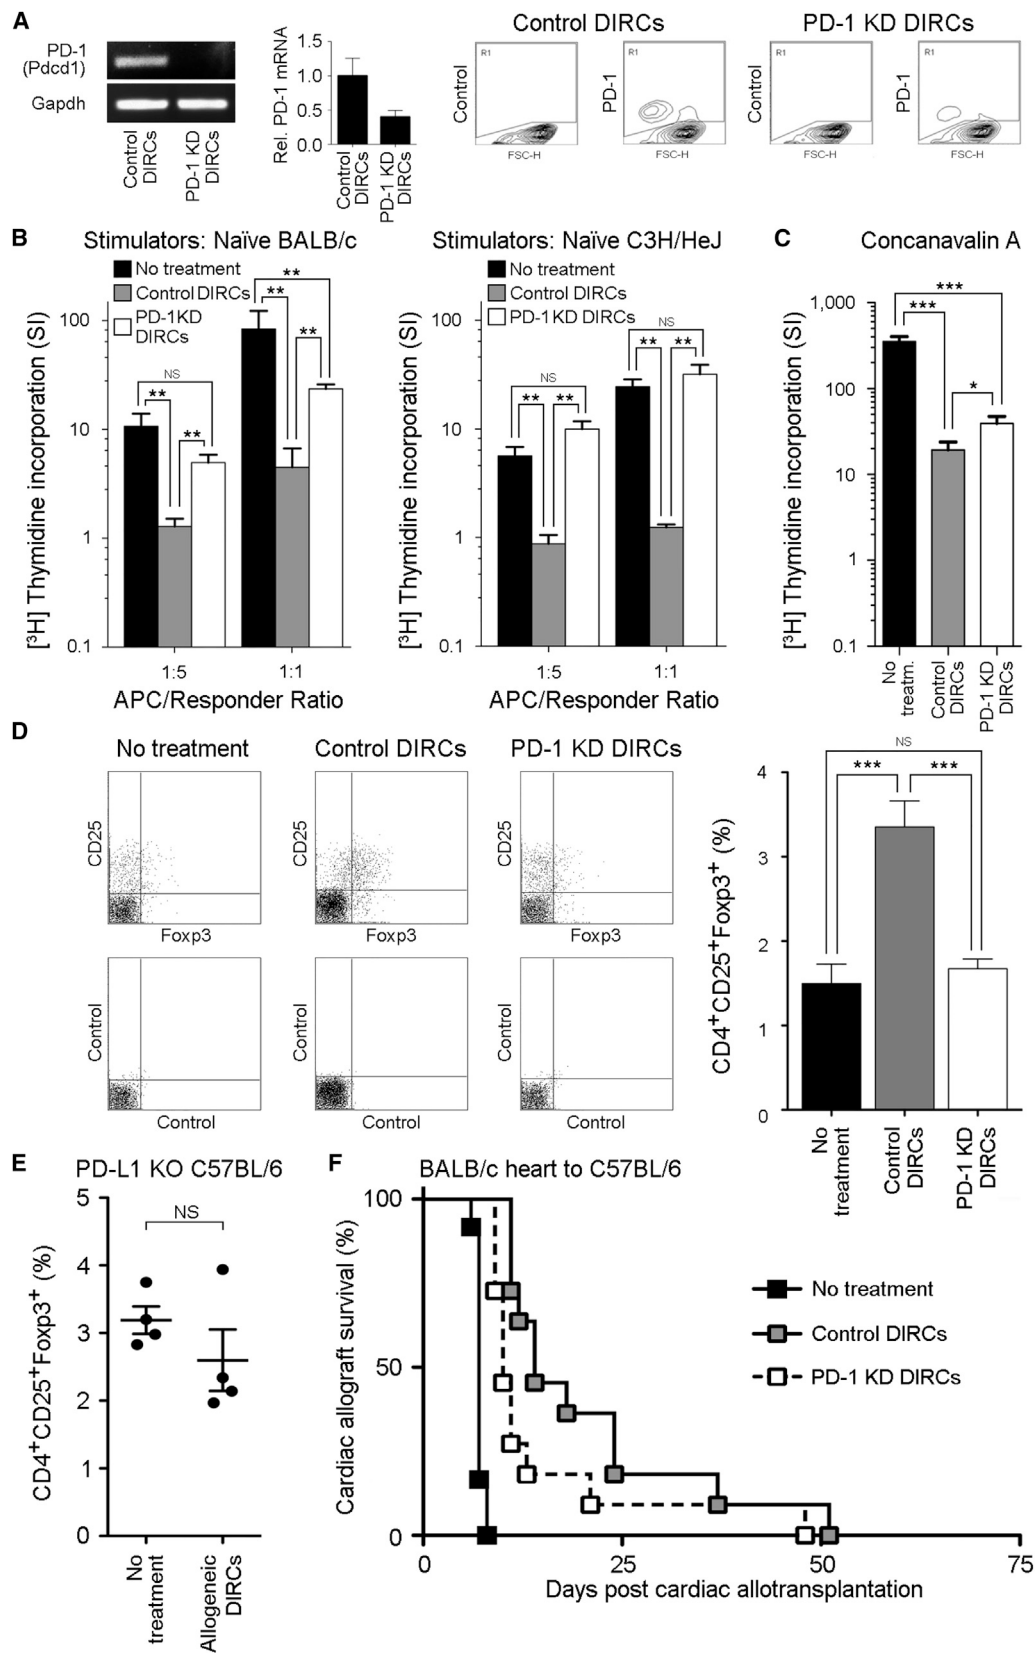 A
PD-1
(Pdcd1)
Gapdh
Control
DIRCs
PD-1 KD
DIRCs
Rel. PD-1 mRNA
1.5
1.0
0.5
0.0
Control
DIRCs
PD-1 KD
DIRCs
Control DIRCs
PD-1 KD DIRCs
Control
R1
FSC-H
PD-1
R1
FSC-H
Control
R1
FSC-H
PD-1
R1
FSC-H
B
Stimulators: Naïve BALB/c
No treatment
Control DIRCs
PD-1KD
DIRCs
[³H] Thymidine incorporation (SI)
100
10
1
0.1
NS
**
**
**
**
**
1:5
1:1
APC/Responder Ratio
Stimulators: Naïve C3H/HeJ
No treatment
Control DIRCs
PD-1KD DIRCs
[³H] Thymidine incorporation (SI)
100
10
1
0.1
NS
**
**
NS
**
**
1:5
1:1
APC/Responder Ratio
C
Concanavalin A
[³H] Thymidine incorporation (SI)
1,000
100
10
1
0.1
***
***
*
No
treatm.
Control
DIRCs
PD-1 KD
DIRCs
D
No treatment
Control DIRCs
PD-1 KD DIRCs
CD25
Foxp3
CD25
Foxp3
CD25
Foxp3
Control
Control
Control
Control
Control
Control
CD4⁺CD25⁺Foxp3⁺ (%)
4
3
2
1
0
NS
***
***
No
treatment
Control
DIRCs
PD-1 KD
DIRCs
E
PD-L1 KO C57BL/6
CD4⁺CD25⁺Foxp3⁺ (%)
5
4
3
2
1
0
NS
No
treatment
Allogeneic
DIRCs
F
BALB/c heart to C57BL/6
Cardiac allograft survival (%)
100
50
0
No treatment
Control DIRCs
PD-1 KD DIRCs
0
25
50
75
Days post cardiac allotransplantation